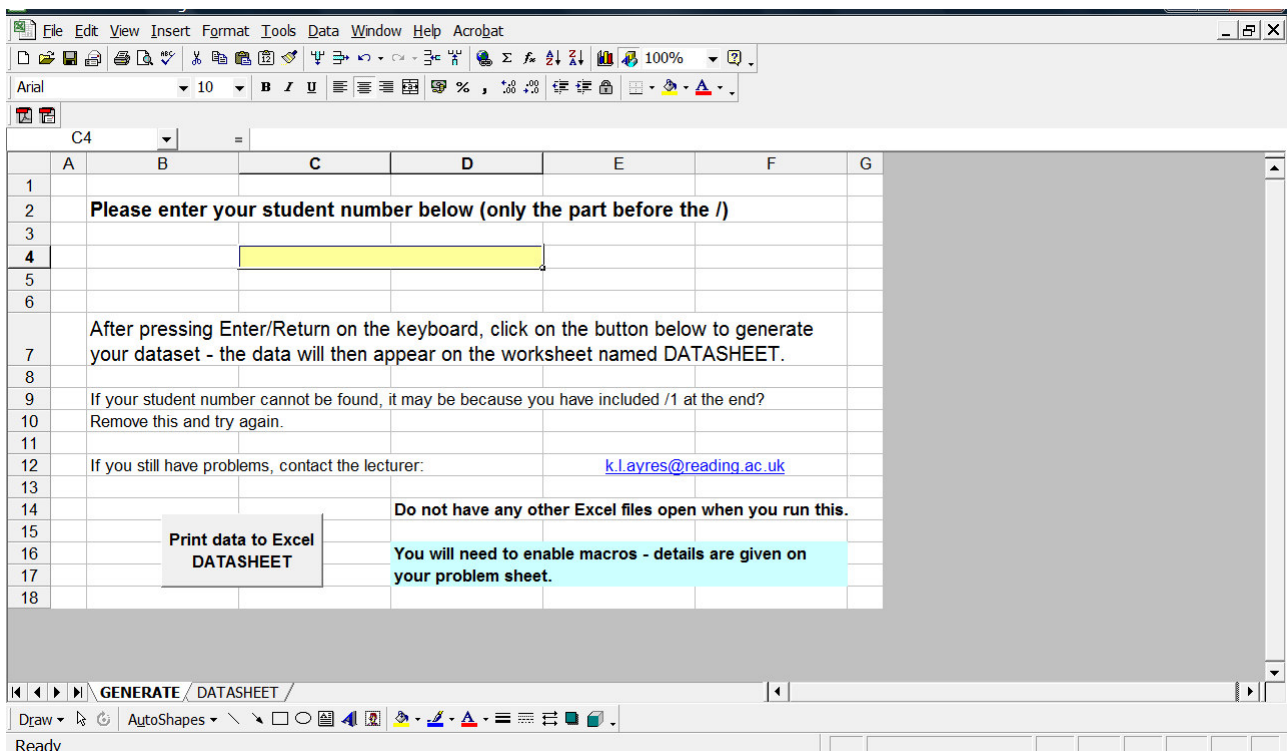 File Edit View Insert Format Tools Data Window Help Acrobat
100%
Arial 10 B I U % ,
C4 =
A B C D E F G
1
2 Please enter your student number below (only the part before the /)
3
4
5
6
After pressing Enter/Return on the keyboard, click on the button below to generate
7 your dataset - the data will then appear on the worksheet named DATASHEET.
8
9 If your student number cannot be found, it may be because you have included /1 at the end?
10 Remove this and try again.
11
12 If you still have problems, contact the lecturer: k.l.ayres@reading.ac.uk
13
14 Do not have any other Excel files open when you run this.
15 Print data to Excel
16 DATASHEET You will need to enable macros - details are given on
17 your problem sheet.
18
GENERATE DATASHEET
Draw AutoShapes
Ready